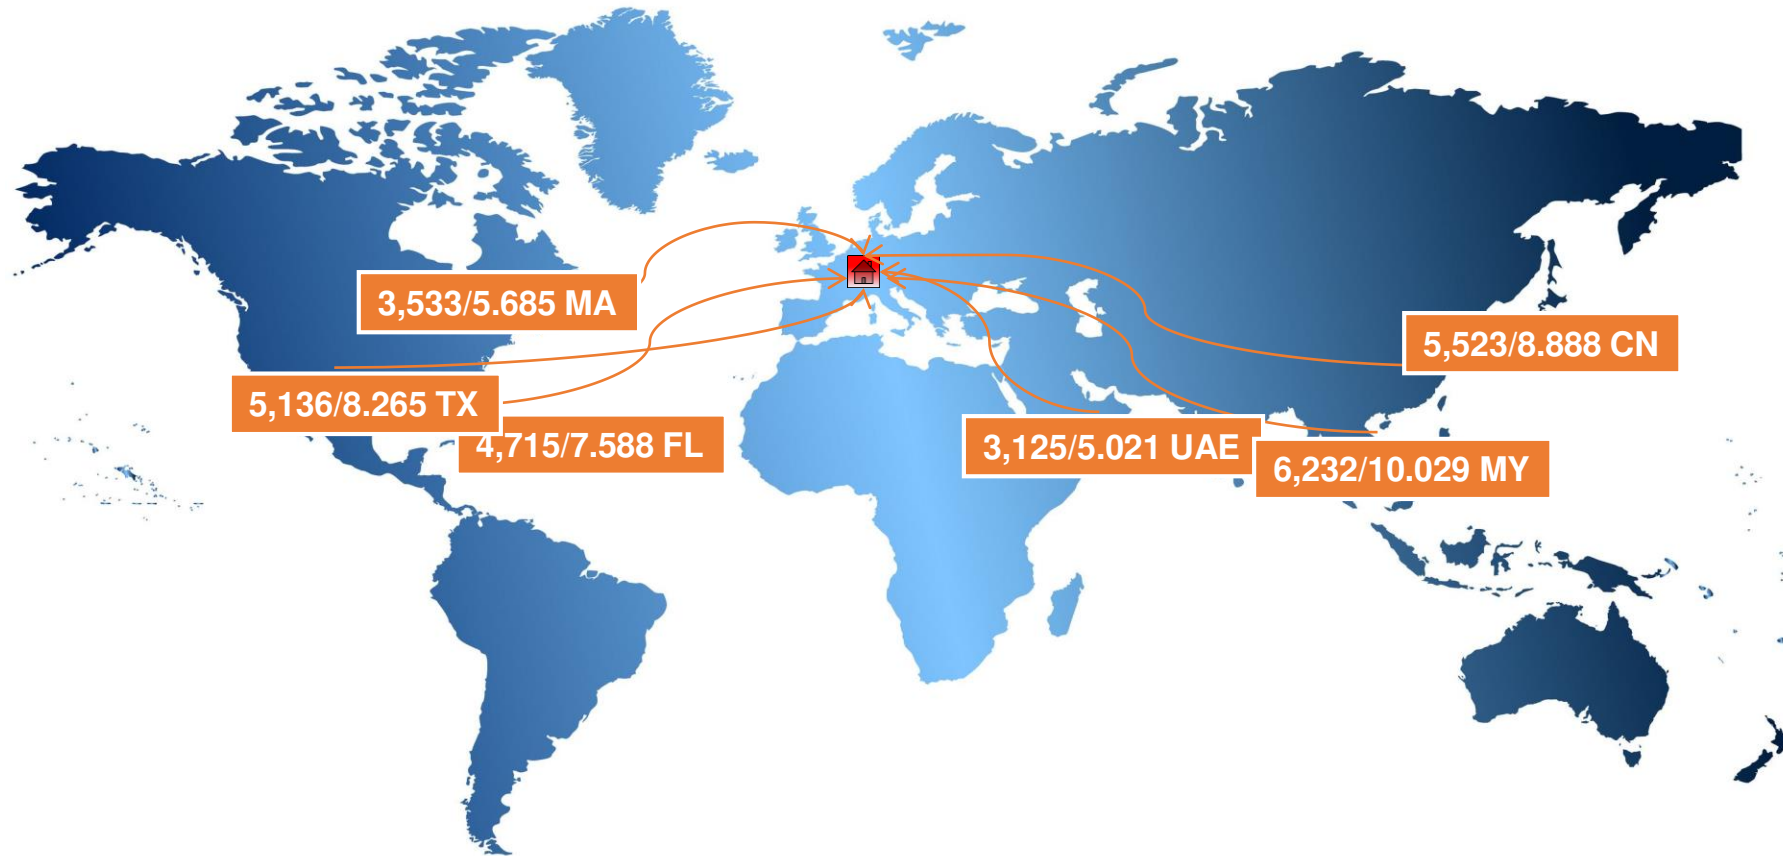 3,533/5.685 MA
5,523/8.888 CN
5,136/8.265 TX
4,715/7.588 FL
3,125/5.021 UAE
6,232/10.029 MY